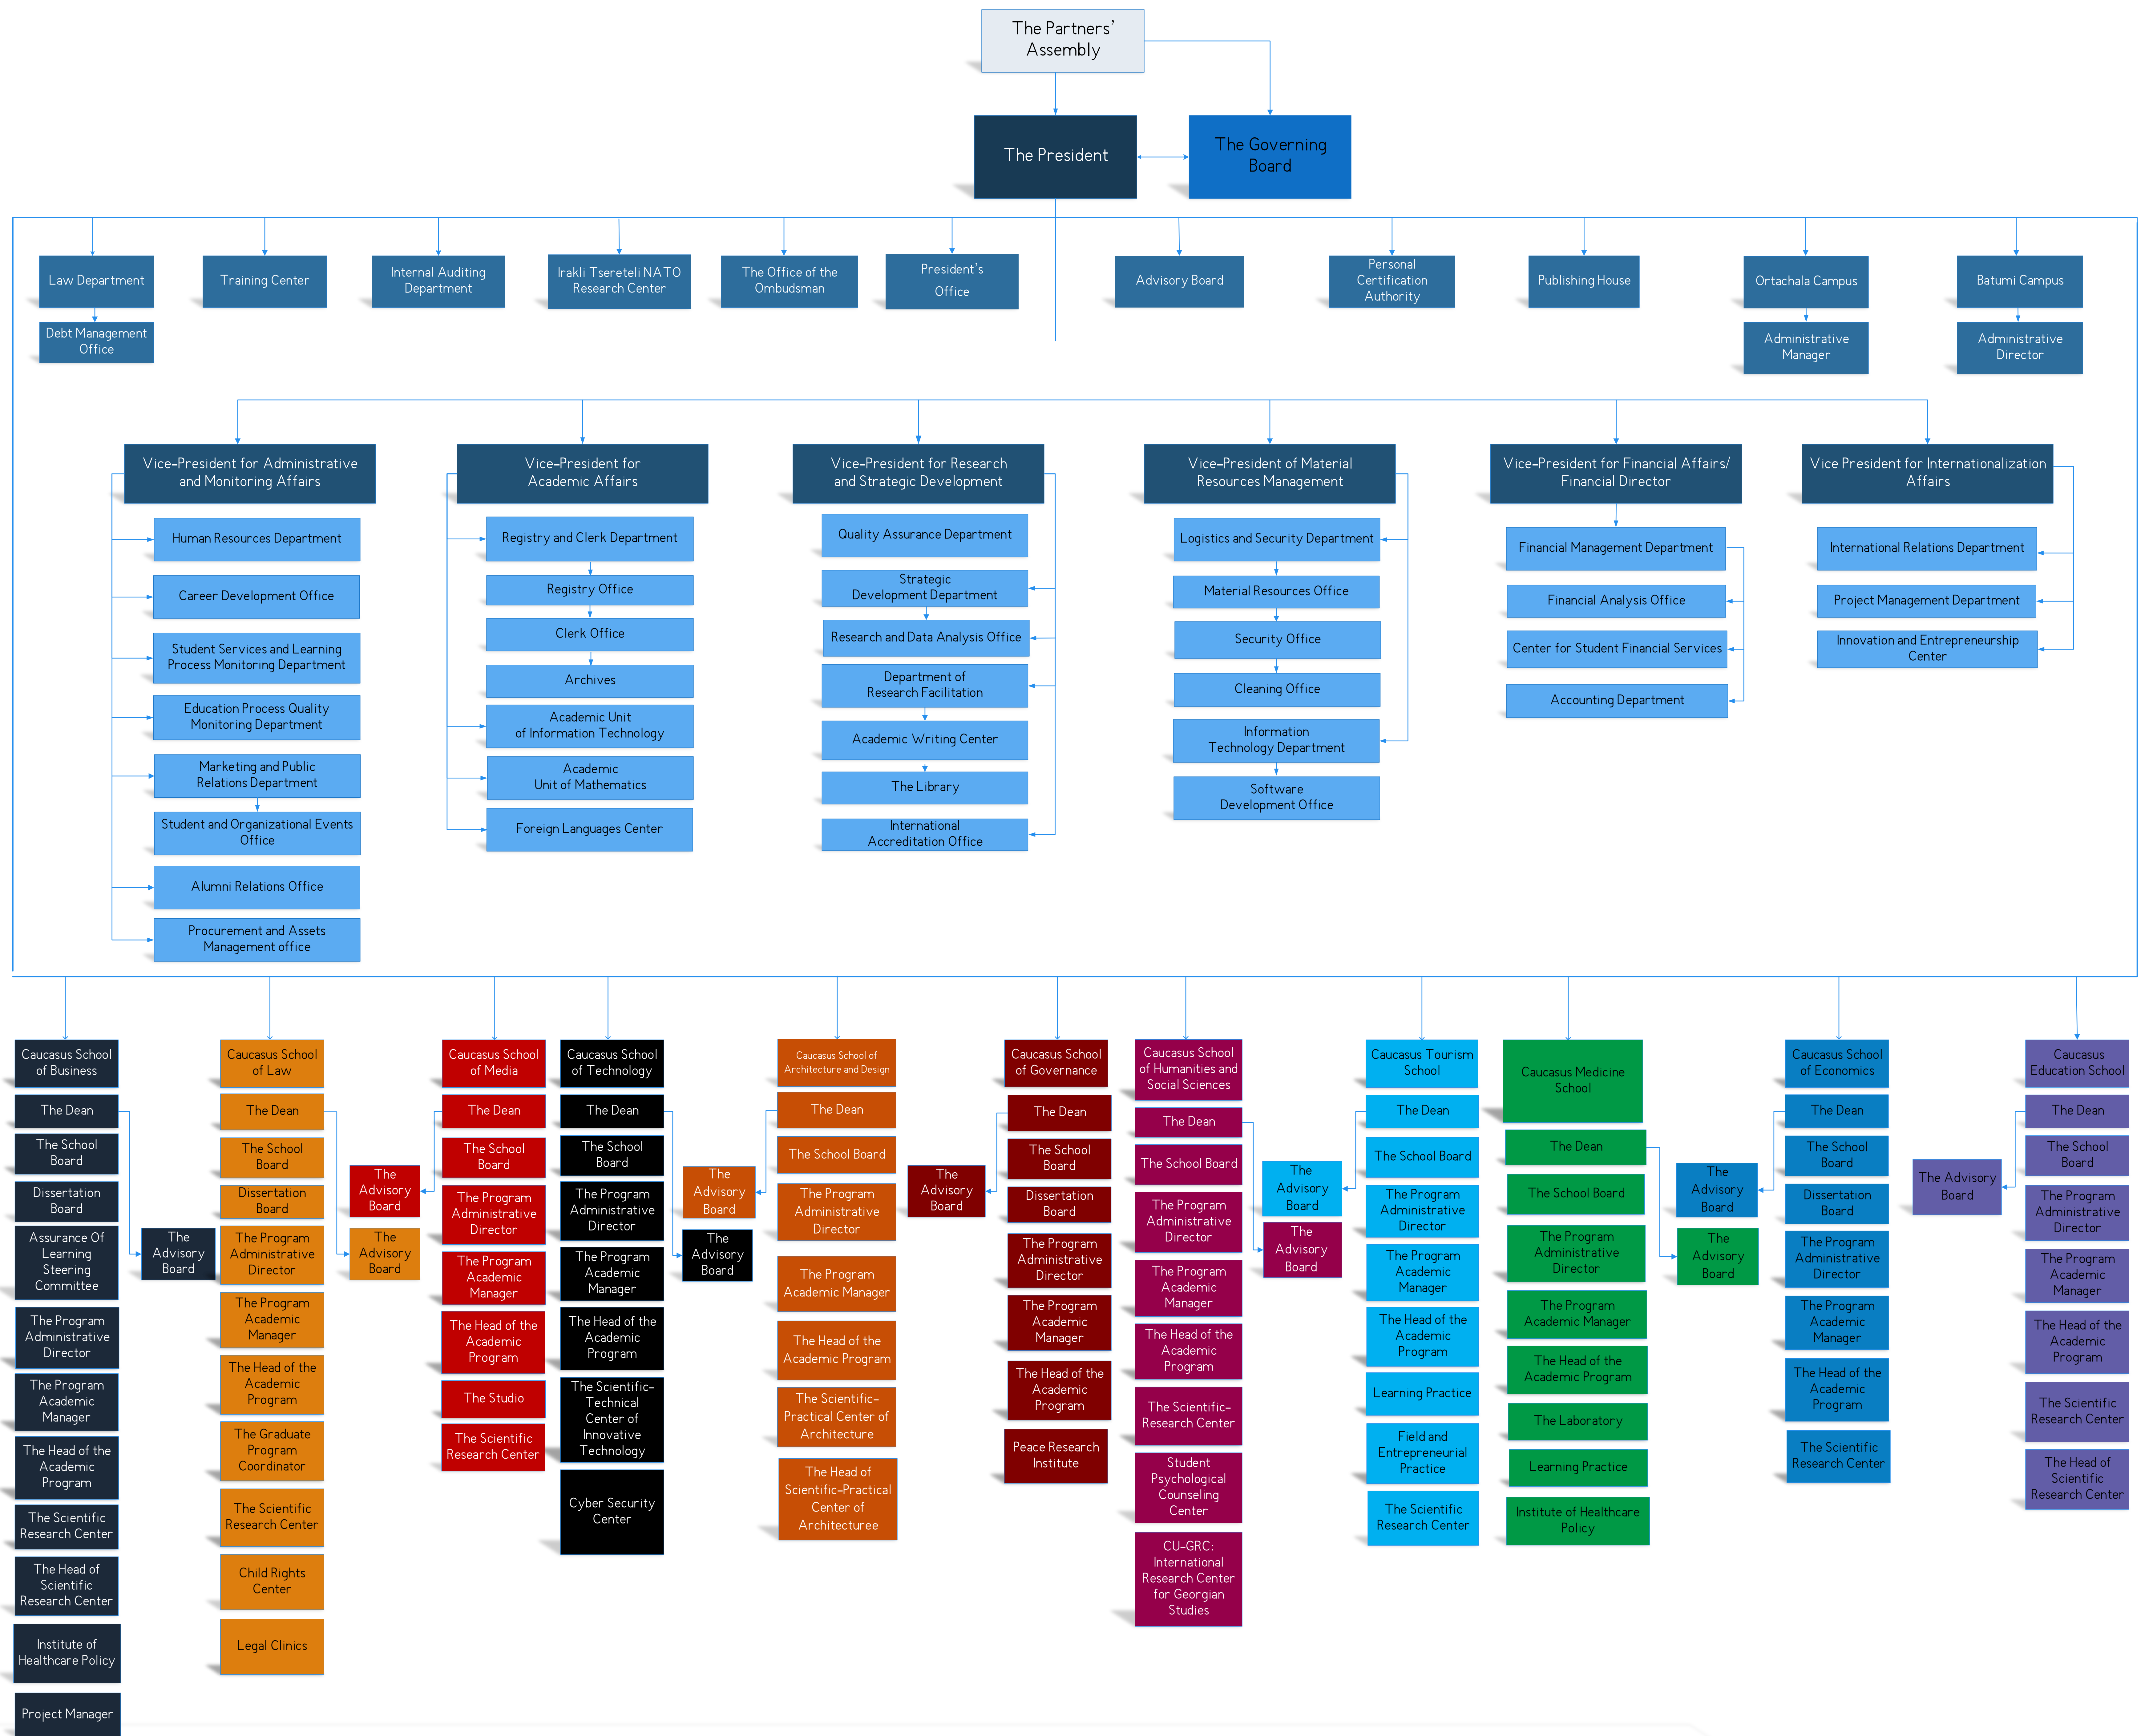 The Partners’
Assembly
The President
The Governing
Board
Law Department
Debt Management
Office
Training Center
Internal Auditing
Department
Irakli Tsereteli NATO
Research Center
The Office of the
Ombudsman
President’s
Office
Advisory Board
Personal
Certification
Authority
Publishing House
Ortachala Campus
Administrative
Manager
Batumi Campus
Administrative
Director
Vice-President for Administrative
and Monitoring Affairs
Human Resources Department
Career Development Office
Student Services and Learning
Process Monitoring Department
Education Process Quality
Monitoring Department
Marketing and Public
Relations Department
Student and Organizational Events
Office
Alumni Relations Office
Procurement and Assets
Management office
Vice-President for
Academic Affairs
Registry and Clerk Department
Registry Office
Clerk Office
Archives
Academic Unit
of Information Technology
Academic
Unit of Mathematics
Foreign Languages Center
Vice-President for Research
and Strategic Development
Quality Assurance Department
Strategic
Development Department
Research and Data Analysis Office
Department of
Research Facilitation
Academic Writing Center
The Library
International
Accreditation Office
Vice-President of Material
Resources Management
Logistics and Security Department
Material Resources Office
Security Office
Cleaning Office
Information
Technology Department
Software
Development Office
Vice-President for Financial Affairs/
Financial Director
Financial Management Department
Financial Analysis Office
Center for Student Financial Services
Accounting Department
Vice President for Internationalization
Affairs
International Relations Department
Project Management Department
Innovation and Entrepreneurship
Center
Caucasus School
of Business
The Dean
The School
Board
Dissertation
Board
Assurance Of
Learning
Steering
Committee
The Program
Administrative
Director
The Program
Academic
Manager
The Head of the
Academic
Program
The Scientific
Research Center
The Head of
Scientific
Research Center
Institute of
Healthcare Policy
Project Manager
The
Advisory
Board
Caucasus School
of Law
The Dean
The School
Board
Dissertation
Board
The Program
Administrative
Director
The Program
Academic
Manager
The Head of the
Academic
Program
The Graduate
Program
Coordinator
The Scientific
Research Center
Child Rights
Center
Legal Clinics
The
Advisory
Board
The
Advisory
Board
Caucasus School
of Media
The Dean
The School
Board
The Program
Administrative
Director
The Program
Academic
Manager
The Head of the
Academic
Program
The Studio
The Scientific
Research Center
Caucasus School
of Technology
The Dean
The School
Board
The Program
Administrative
Director
The Program
Academic
Manager
The Head of the
Academic
Program
The Scientific-
Technical
Center of
Innovative
Technology
Cyber Security
Center
The
Advisory
Board
The
Advisory
Board
Caucasus School of
Architecture and Design
The Dean
The School Board
The Program
Administrative
Director
The Program
Academic Manager
The Head of the
Academic Program
The Scientific-
Practical Center of
Architecture
The Head of
Scientific-Practical
Center of
Architecturee
The
Advisory
Board
Caucasus School
of Governance
The Dean
The School
Board
Dissertation
Board
The Program
Administrative
Director
The Program
Academic
Manager
The Head of the
Academic
Program
Peace Research
Institute
Caucasus School
of Humanities and
Social Sciences
The Dean
The School Board
The Program
Administrative
Director
The Program
Academic
Manager
The Head of the
Academic
Program
The Scientific-
Research Center
Student
Psychological
Counseling
Center
CU-GRC:
International
Research Center
for Georgian
Studies
The
Advisory
Board
The
Advisory
Board
Caucasus Tourism
School
The Dean
The School Board
The Program
Administrative
Director
The Program
Academic
Manager
The Head of the
Academic
Program
Learning Practice
Field and
Entrepreneurial
Practice
The Scientific
Research Center
Caucasus Medicine
School
The Dean
The School Board
The Program
Administrative
Director
The Program
Academic Manager
The Head of the
Academic Program
The Laboratory
Learning Practice
Institute of Healthcare
Policy
The
Advisory
Board
The
Advisory
Board
Caucasus School
of Economics
The Dean
The School
Board
Dissertation
Board
The Program
Administrative
Director
The Program
Academic
Manager
The Head of the
Academic
Program
The Scientific
Research Center
The Advisory
Board
Caucasus
Education School
The Dean
The School
Board
The Program
Administrative
Director
The Program
Academic
Manager
The Head of the
Academic
Program
The Scientific
Research Center
The Head of
Scientific
Research Center